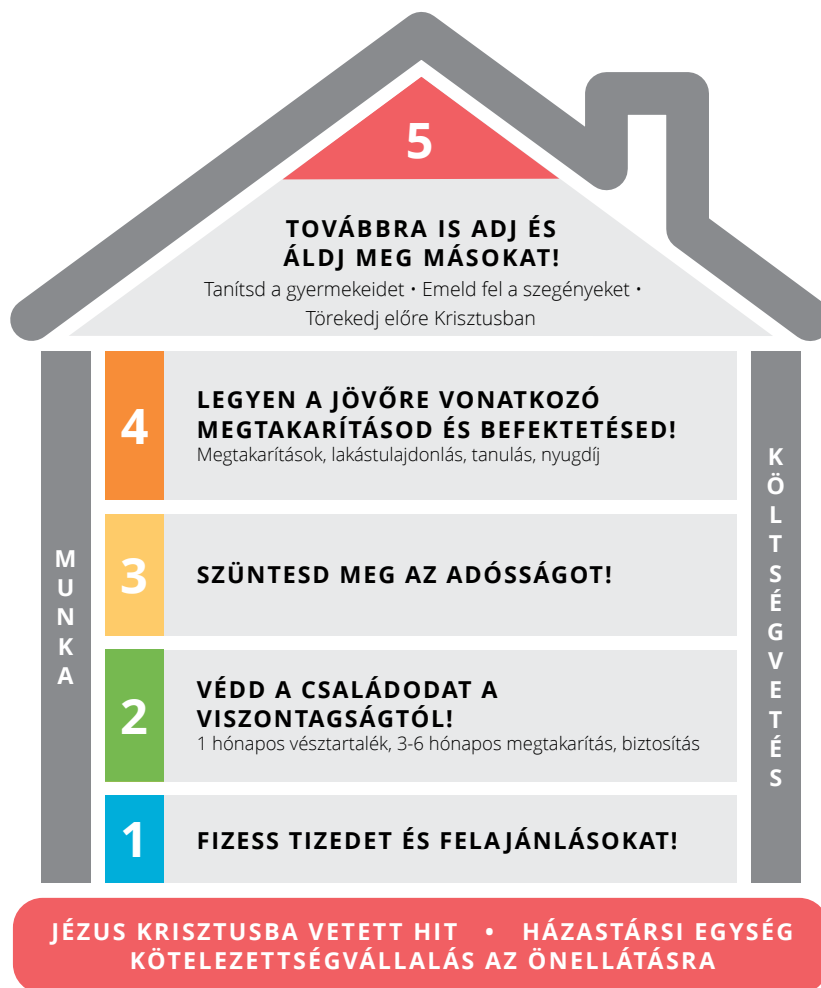 5
TOVÁBBRA IS ADJ ÉS
ÁLDJ MEG MÁSOKAT!
Tanítsd a gyermekeidet • Emeld fel a szegényeket •
Törekedj előre Krisztusban
4
LEGYEN A JÖVŐRE VONATKOZÓ
MEGTAKARÍTÁSOD ÉS BEFEKTETÉSED!
Megtakarítások, lakástulajdonlás, tanulás, nyugdíj
3
SZÜNTESD MEG AZ ADÓSSÁGOT!
2
VÉDD A CSALÁDODAT A
VISZONTAGSÁGTÓL!
1 hónapos vésztartalék, 3-6 hónapos megtakarítás, biztosítás
1
FIZESS TIZEDET ÉS FELAJÁNLÁSOKAT!
MUNKA
KÖLTSÉGVETÉS
JÉZUS KRISZTUSBA VETETT HIT • HÁZASTÁRSI EGYSÉG
KÖTELEZETTSÉGVÁLLALÁS AZ ÖNELLÁTÁSRA